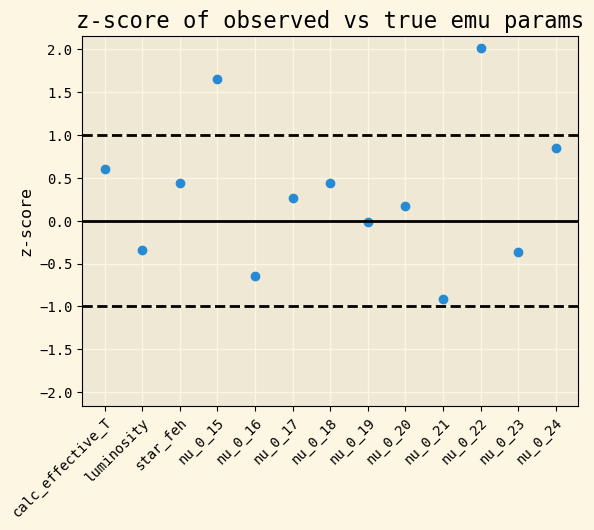 z-score of observed vs true emu params
z-score
2.0
1.5
1.0
0.5
0.0
−0.5
−1.0
−1.5
−2.0
calc_effective_T
luminosity
star_feh
nu_0_15
nu_0_16
nu_0_17
nu_0_18
nu_0_19
nu_0_20
nu_0_21
nu_0_22
nu_0_23
nu_0_24